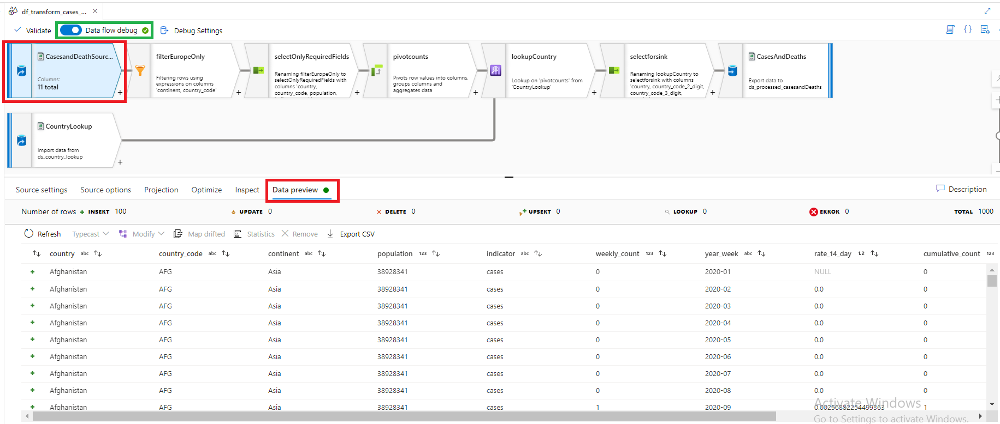 df_transform_cases_...
Validate Data flow debug Debug Settings
CasesandDeathSourc...
Columns:
11 total
filterEuropeOnly
Filtering rows using
expressions on columns
'continent, country_code'
selectOnlyRequiredFields
Renaming filterEuropeOnly to
selectOnlyRequiredFields with
columns 'country,
country_code, population,
pivotcounts
Pivots row values into columns,
groups columns and
aggregates data
lookupCountry
Lookup on 'pivotcounts' from
'CountryLookup'
selectforsink
Renaming lookupCountry to
selectforsink with columns
'country, country_code_2_digit,
country_code_3_digit,
CasesAndDeaths
Export data to
ds_processed_casesandDeaths
CountryLookup
Import data from
ds_country_lookup
Source settings Source options Projection Optimize Inspect Data preview Description
Number of rows INSERT 100 UPDATE 0 DELETE 0 UPSERT 0 LOOKUP 0 ERROR 0 TOTAL 1000
Refresh Typecast Modify Map drifted Statistics Remove Export CSV
country abc country_code abc continent abc population 123 indicator abc weekly_count 123 year_week abc rate_14_day 1.2 cumulative_count 123
Afghanistan AFG Asia 38928341 cases 0 2020-01 NULL 0
Afghanistan AFG Asia 38928341 cases 0 2020-02 0.0 0
Afghanistan AFG Asia 38928341 cases 0 2020-03 0.0 0
Afghanistan AFG Asia 38928341 cases 0 2020-04 0.0 0
Afghanistan AFG Asia 38928341 cases 0 2020-05 0.0 0
Afghanistan AFG Asia 38928341 cases 0 2020-06 0.0 0
Afghanistan AFG Asia 38928341 cases 0 2020-07 0.0 0
Afghanistan AFG Asia 38928341 cases 0 2020-08 0.0 0
Afghanistan AFG Asia 38928341 cases 1 2020-09 0.00256882254499363 1
Activate Windows
Go to Settings to activate Windows.